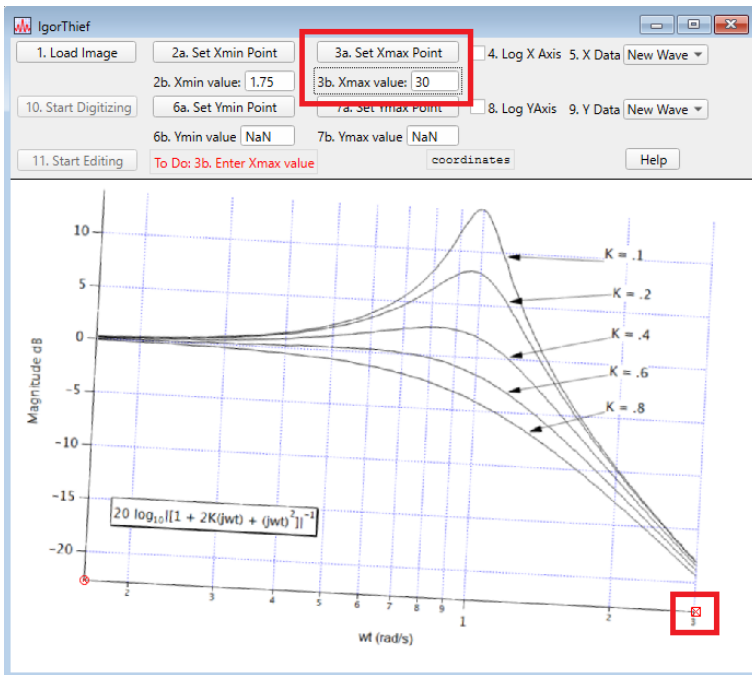 IgorThief
1. Load Image 2a. Set Xmin Point 3a. Set Xmax Point 4. Log X Axis 5. X Data New Wave
2b. Xmin value: 1.75 3b. Xmax value: 30
10. Start Digitizing 6a. Set Ymin Point 7a. Set Ymax Point 8. Log YAxis 9. Y Data New Wave
6b. Ymin value NaN 7b. Ymax value NaN
11. Start Editing To Do: 3b. Enter Xmax value coordinates Help
10
5
0
-5
-10
-15
-20
Magnitude dB
K = .1
K = .2
K = .4
K = .6
K = .8
20 log10|[1 + 2K(jwt) + (jwt)²]|⁻¹
2 3 4 5 6 7 8 9 1 2 3
wt (rad/s)